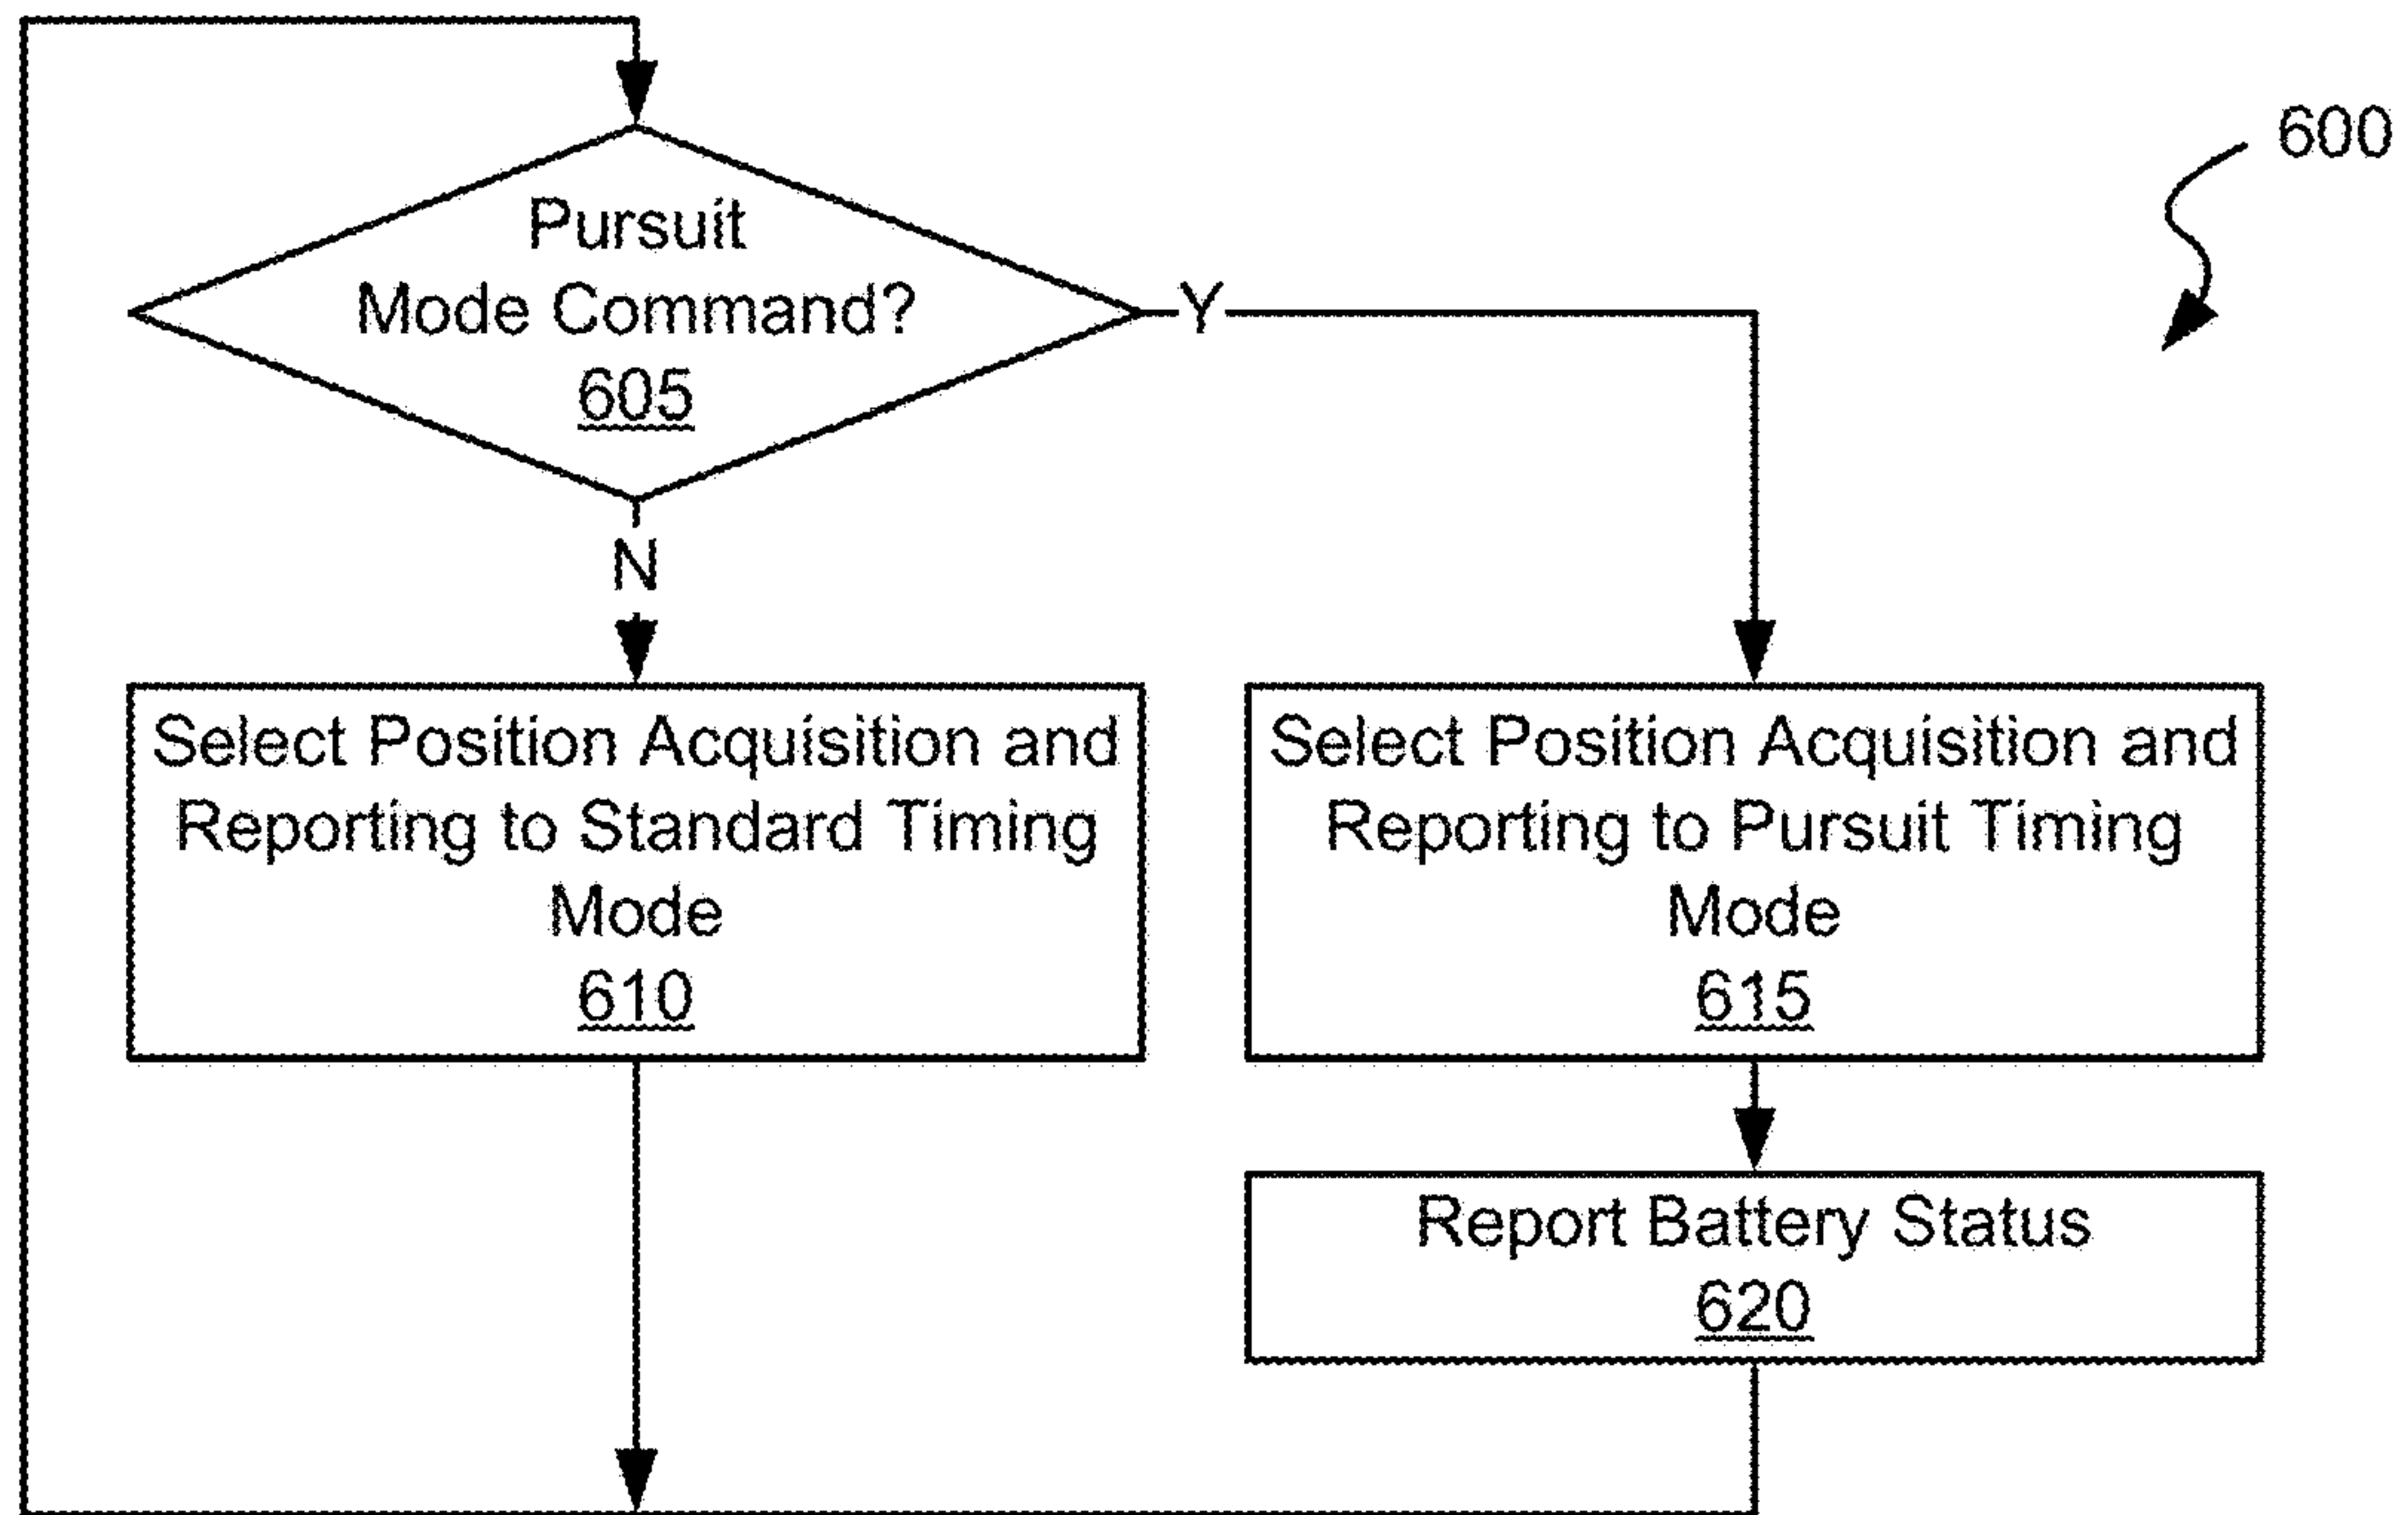 600
Pursuit
Mode Command?
605
Y
N
Select Position Acquisition and
Reporting to Standard Timing
Mode
610
Select Position Acquisition and
Reporting to Pursuit Timing
Mode
615
Report Battery Status
620